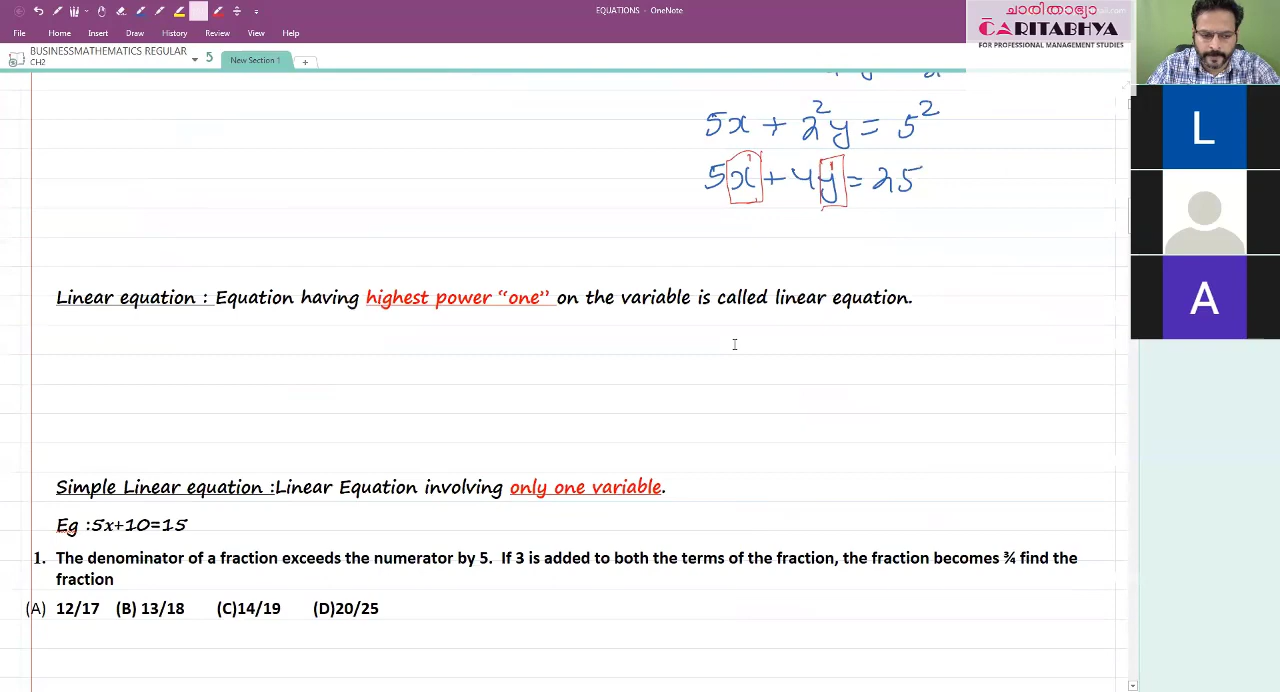 EQUATIONS - OneNote
File Home Insert Draw History Review View Help
BUSINESSMATHEMATICS REGULAR
CH2
5
New Section 1
+
ചാരിതാഭ്യാ
CARITABHYA
FOR PROFESSIONAL MANAGEMENT STUDIES
5x + 2²y = 5²
5x¹ + 4y¹ = 25
Linear equation : Equation having highest power “one” on the variable is called linear equation.
Simple Linear equation :Linear Equation involving only one variable.
Eg :5x+10=15
1. The denominator of a fraction exceeds the numerator by 5. If 3 is added to both the terms of the fraction, the fraction becomes ¾ find the
fraction
(A) 12/17 (B) 13/18 (C)14/19 (D)20/25
L
A